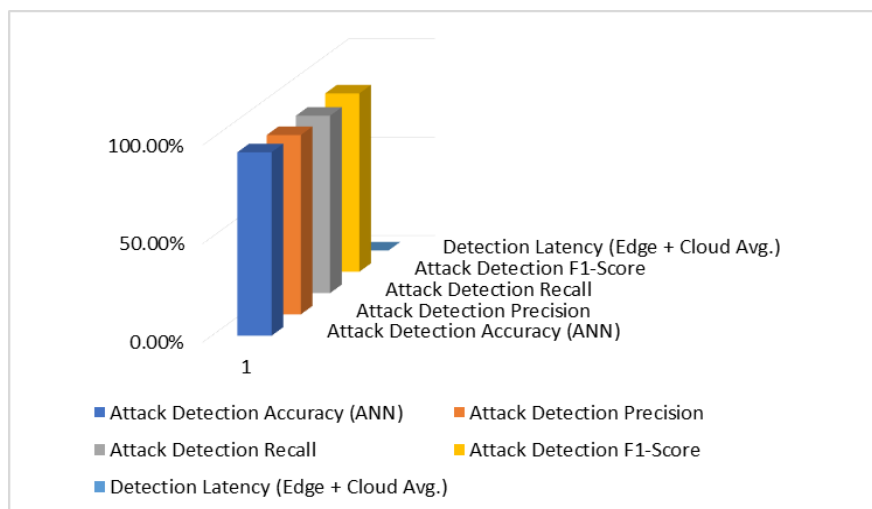 100.00%
50.00%
0.00%
Detection Latency (Edge + Cloud Avg.)
Attack Detection F1-Score
Attack Detection Recall
Attack Detection Precision
Attack Detection Accuracy (ANN)
1
Attack Detection Accuracy (ANN) Attack Detection Precision
Attack Detection Recall Attack Detection F1-Score
Detection Latency (Edge + Cloud Avg.)